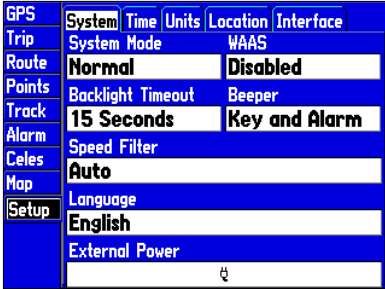 GPS
Trip
Route
Points
Track
Alarm
Celes
Map
Setup
System Time Units Location Interface
System Mode WAAS
Normal Disabled
Backlight Timeout Beeper
15 Seconds Key and Alarm
Speed Filter
Auto
Language
English
External Power